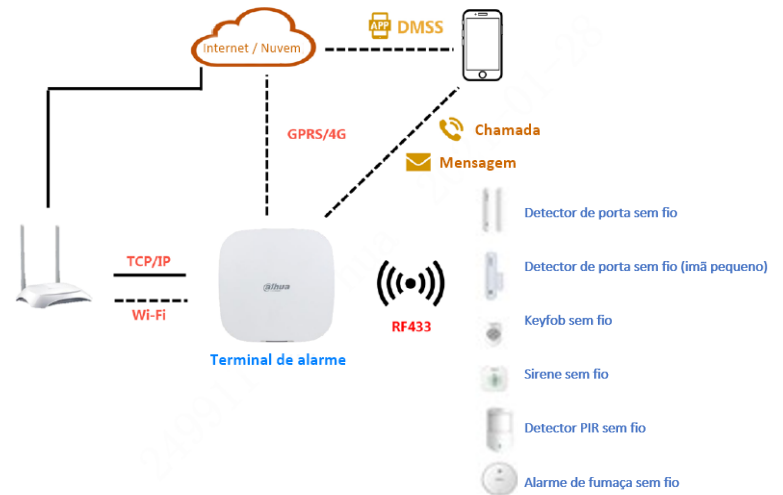 APP DMSS
Internet / Nuvem
GPRS/4G
Chamada
Mensagem
Detector de porta sem fio
TCP/IP
Detector de porta sem fio (imã pequeno)
alhua
Wi-Fi
RF433
Keyfob sem fio
Terminal de alarme
Sirene sem fio
Detector PIR sem fio
Alarme de fumaça sem fio